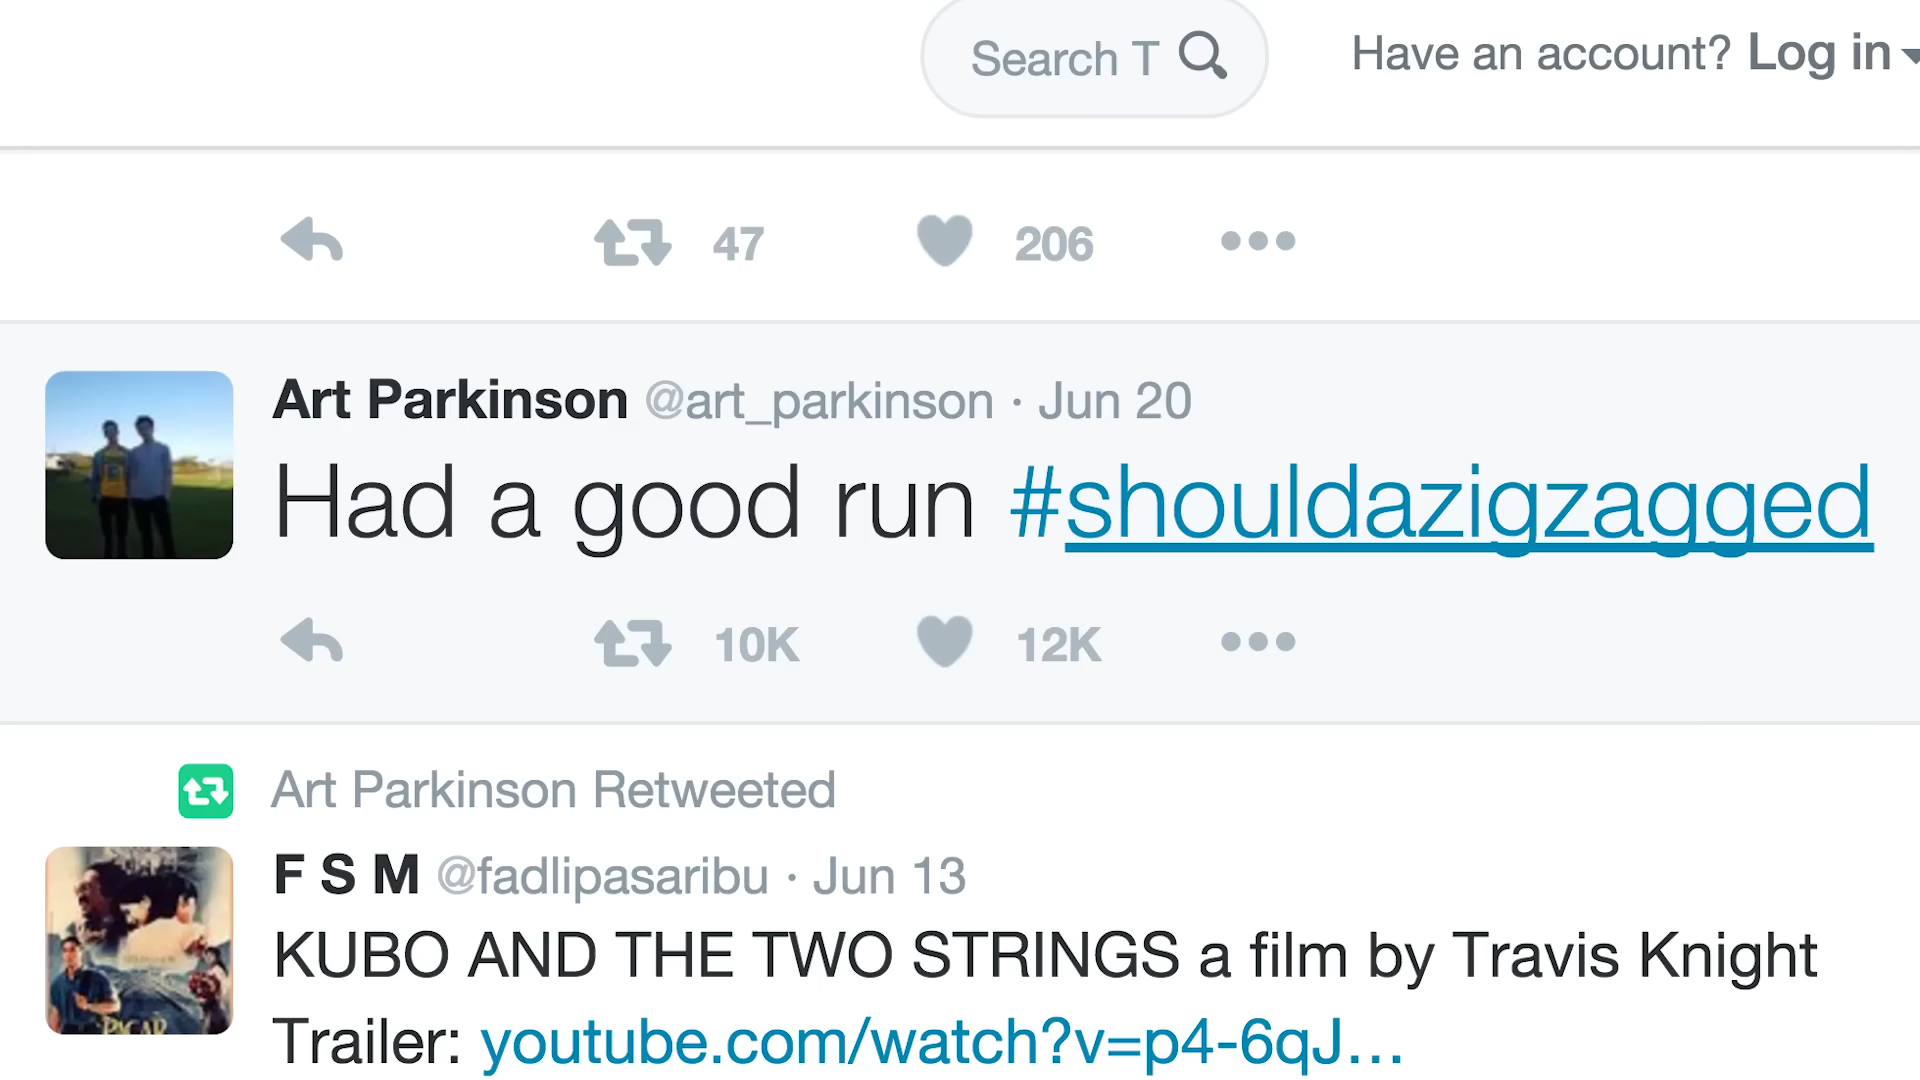 Search T
Have an account? Log in
47
206
Art Parkinson @art_parkinson · Jun 20
Had a good run #shouldazigzagged
10K
12K
Art Parkinson Retweeted
F S M @fadlipasaribu · Jun 13
KUBO AND THE TWO STRINGS a film by Travis Knight
Trailer: youtube.com/watch?v=p4-6qJ...